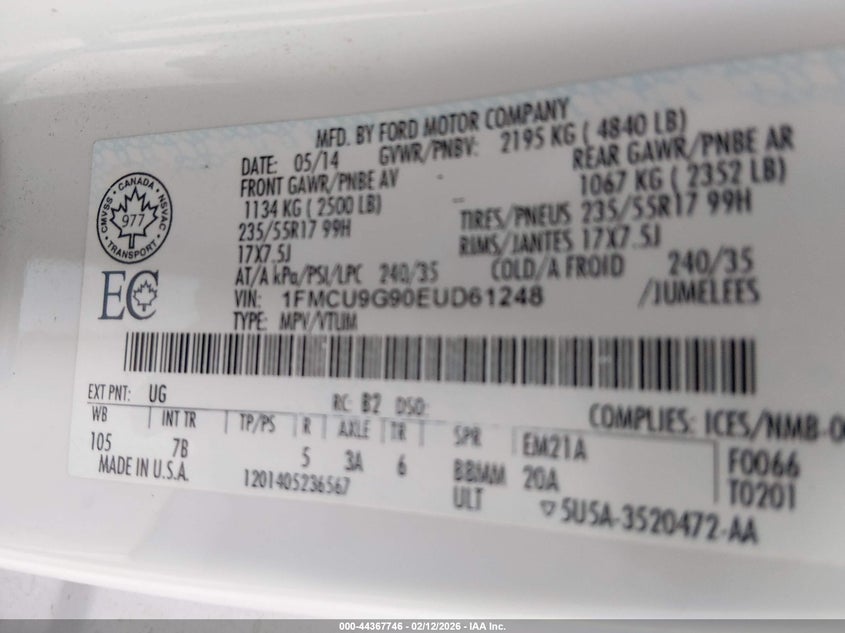 MFD. BY FORD MOTOR COMPANY
DATE: 05/14 GVWR/PNBV: 2195 KG ( 4840 LB)
FRONT GAWR/PNBE AV REAR GAWR/PNBE AR
1134 KG ( 2500 LB) 1067 KG ( 2352 LB)
235/55R17 99H TIRES/PNEUS 235/55R17 99H
17X7.5J RIMS/JANTES 17X7.5J
AT/A kPa/PSI/LPC 240/35 COLD/A FROID 240/35
VIN: 1FMCU9G90EUD61248 /JUMELEES
TYPE: MPV/VTUM
CMVSS · CANADA · NSVAC
977
TRANSPORT
EC
EXT PNT: UG RC: B2 DSO:
COMPLIES: ICES/NMB-0
WB INT TR TP/PS R AXLE TR SPR EM21A F0066
105 7B 5 3A 6 BBMM 20A T0201
MADE IN U.S.A. 1201405236567 ULT 5U5A-3520472-AA
000-44367746 - 02/12/2026 - IAA Inc.